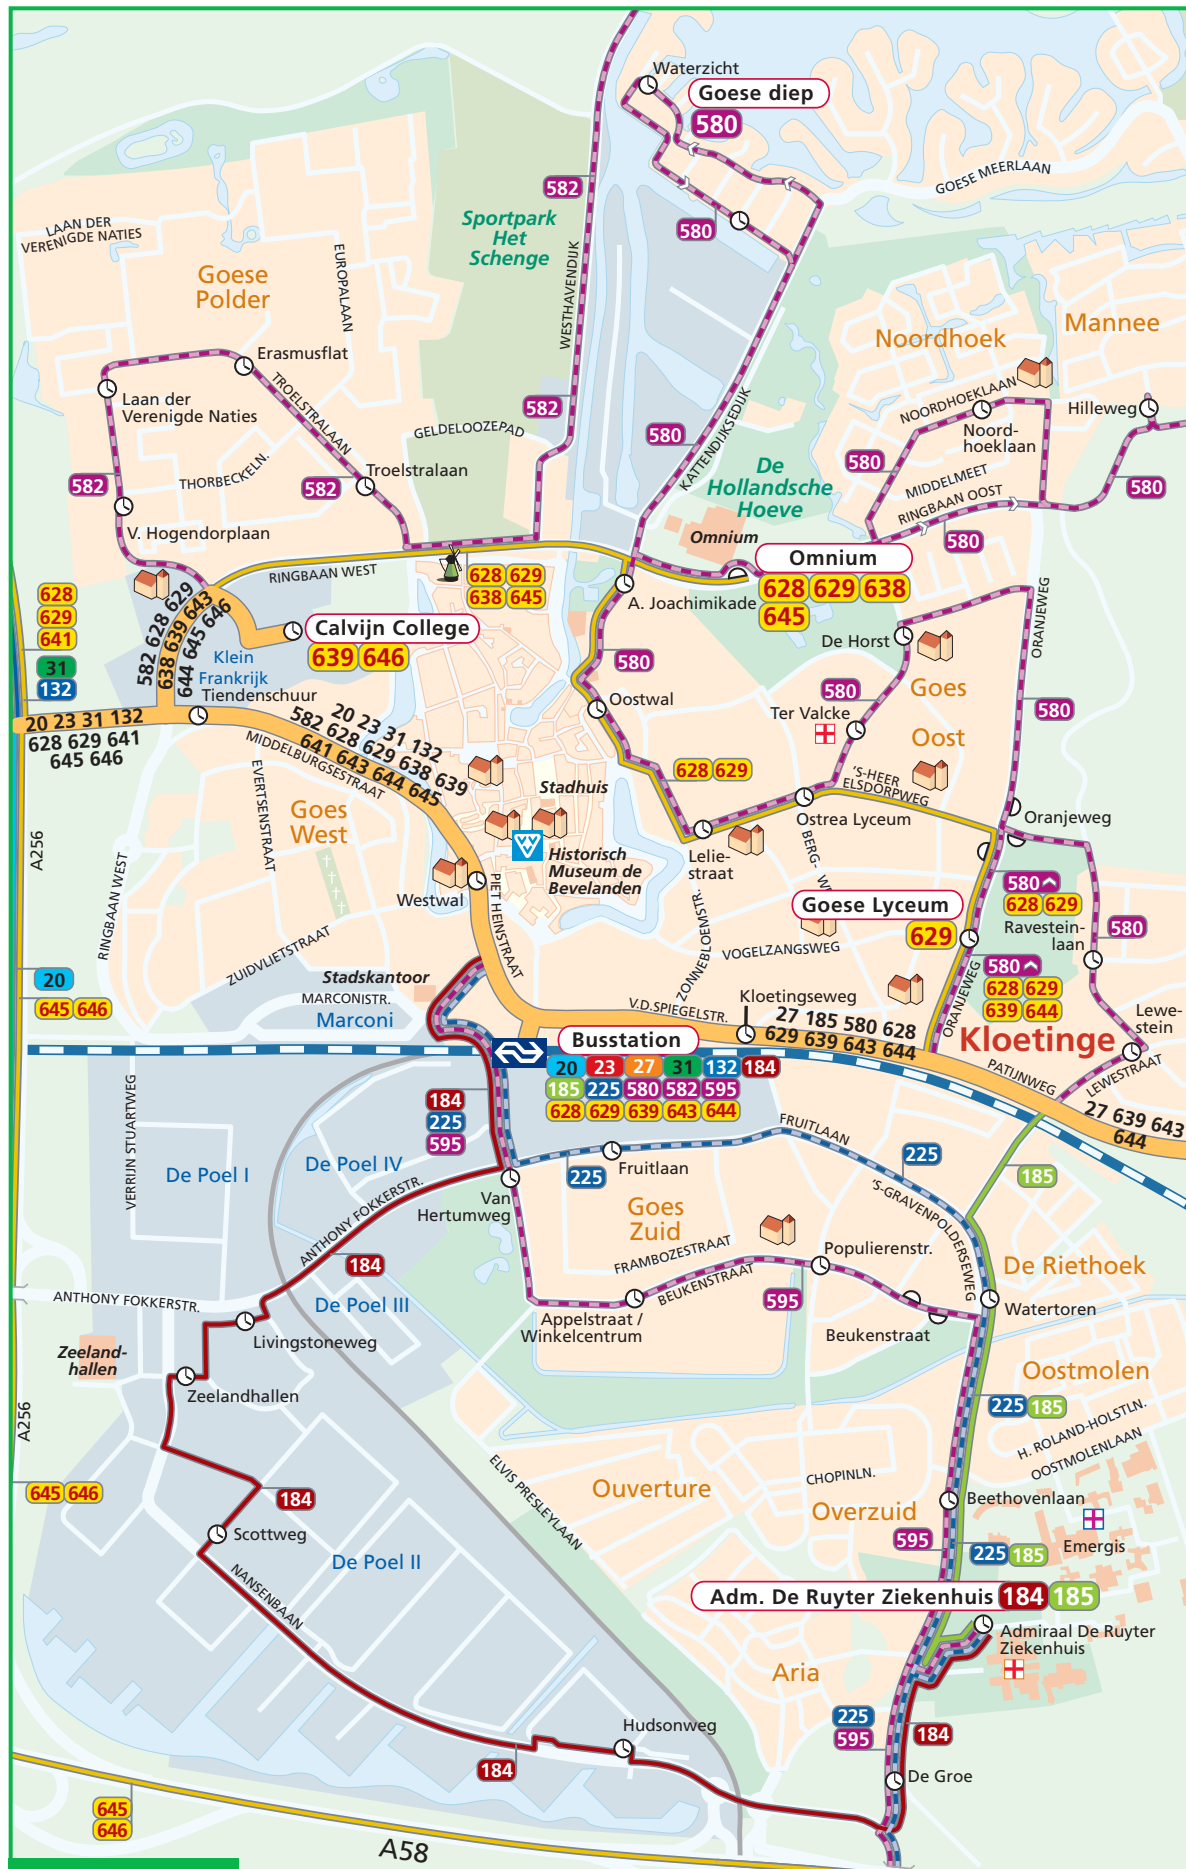 Waterzicht
Goese diep
580
582
GOESE MEERLAAN
LAAN DER
VERENIGDE NATIES
Sportpark
Het
Schenge
580
WESTHAVENDIJK
EUROPALAAN
Goese
Polder
Noordhoek
Mannee
Erasmusflat
Laan der
Verenigde Naties
TROELSTRALAAN
582
NOORDHOEKLAAN
Hilleweg
Noord-
hoeklaan
GELDELOOZEPAD
580
KATTENDIJKSEDIJK
THORBECKELN.
Troelstralaan
582
582
De
Hollandsche
Hoeve
580
MIDDELMEET
RINGBAAN OOST
580
580
V. Hogendorplaan
Omnium
Omnium
628 629 638
645
RINGBAAN WEST
628 629
638 645
A. Joachimikade
628
629
641
31
132
582 628 629
638 639 643
644 645 646
Calvijn College
639 646
Klein
Frankrijk
De Horst
ORANJEWEG
580
580
Goes
Oost
Tiendenschuur
Oostwal
Ter Valcke
580
20 23 31 132
628 629 641
645 646
20 23 31 132
582 628 629 638 639
641 643 644 645
MIDDELBURGSESTRAAT
628 629
'S-HEER
ELSDORPWEG
Stadhuis
EVERTSENSTRAAT
Goes
West
Ostrea Lyceum
Oranjeweg
A256
Historisch
Museum de
Bevelanden
Lelie-
straat
BERG- W
580
628 629
Westwal
PIET HEINSTRAAT
RINGBAAN WEST
Goese Lyceum
629
Ravestein-
laan
580
ZUIDVLIETSTRAAT
ZONNEBLOEMSTR.
VOGELZANGSWEG
ORANJEWEG
580
628 629
639 644
20
645 646
Stadskantoor
MARCONISTR.
Marconi
V.D.SPIEGELSTR.
Kloetingseweg
27 185 580 628
629 639 643 644
Lewe-
stein
Kloetinge
Busstation
20 23 27 31 132 184
185 225 580 582 595
628 629 639 643 644
PATIJNWEG
LEWESTRAAT
27 639 643
644
VERRIJN STUARTWEG
184
225
595
FRUITLAAN
225
De Poel I
De Poel IV
Fruitlaan
225
185
Van
Hertumweg
'S-GRAVENPOLDERSEWEG
ANTHONY FOKKERSTR.
Goes
Zuid
FRAMBOZESTRAAT
Populierenstr.
184
BEUKENSTRAAT
De Riethoek
ANTHONY FOKKERSTR.
De Poel III
595
Appelstraat /
Winkelcentrum
Beukenstraat
Watertoren
Livingstoneweg
Zeeland-
hallen
Zeelandhallen
Oostmolen
225 185
A256
H. ROLAND-HOLSTLN.
OOSTMOLENLAAN
645 646
184
ELVIS PRESLEYLAAN
Ouverture
CHOPINLN.
Overzuid
Beethovenlaan
Scottweg
595
225 185
Emergis
De Poel II
NANSENBAAN
Adm. De Ruyter Ziekenhuis 184 185
Admiraal De Ruyter
Ziekenhuis
Aria
225
595
184
Hudsonweg
184
De Groe
645
646
A58